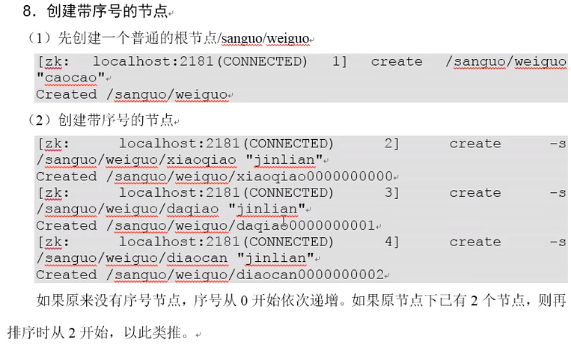 8．创建带序号的节点
（1）先创建一个普通的根节点/sanguo/weiguo
[zk: localhost:2181(CONNECTED) 1] create /sanguo/weiguo
"caocao"
Created /sanguo/weiguo
（2）创建带序号的节点
[zk: localhost:2181(CONNECTED) 2] create -s
/sanguo/weiguo/xiaoqiao "jinlian"
Created /sanguo/weiguo/xiaoqiao0000000000
[zk: localhost:2181(CONNECTED) 3] create -s
/sanguo/weiguo/daqiao "jinlian"
Created /sanguo/weiguo/daqiao0000000001
[zk: localhost:2181(CONNECTED) 4] create -s
/sanguo/weiguo/diaocan "jinlian"
Created /sanguo/weiguo/diaocan0000000002
如果原来没有序号节点，序号从 0 开始依次递增。如果原节点下已有 2 个节点，则再
排序时从 2 开始，以此类推。